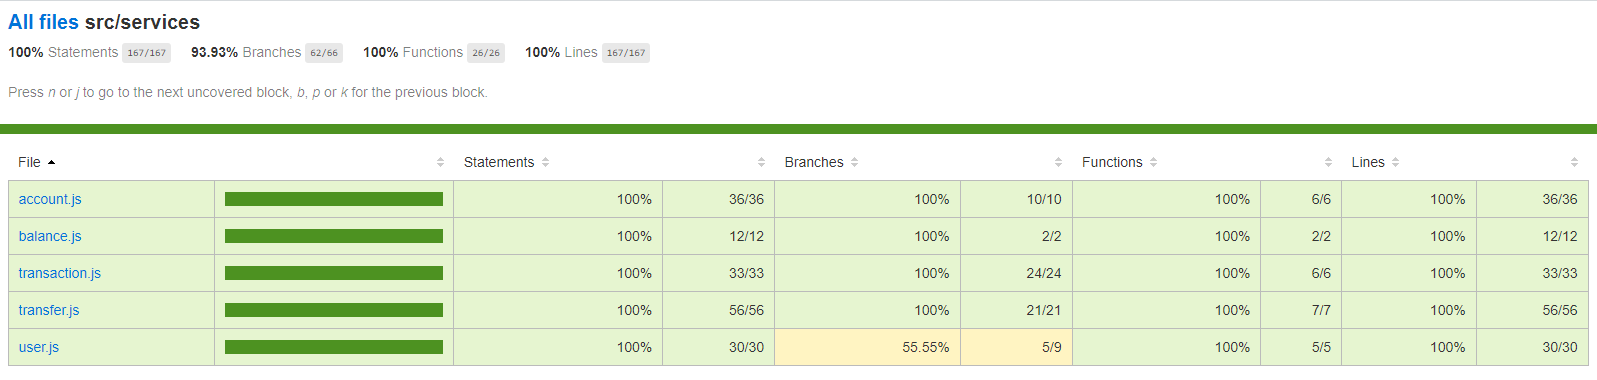 All files src/services
100% Statements 167/167 93.93% Branches 62/66 100% Functions 26/26 100% Lines 167/167
Press n or j to go to the next uncovered block, b, p or k for the previous block.
File Statements Branches Functions Lines
account.js 100% 36/36 100% 10/10 100% 6/6 100% 36/36
balance.js 100% 12/12 100% 2/2 100% 2/2 100% 12/12
transaction.js 100% 33/33 100% 24/24 100% 6/6 100% 33/33
transfer.js 100% 56/56 100% 21/21 100% 7/7 100% 56/56
user.js 100% 30/30 55.55% 5/9 100% 5/5 100% 30/30